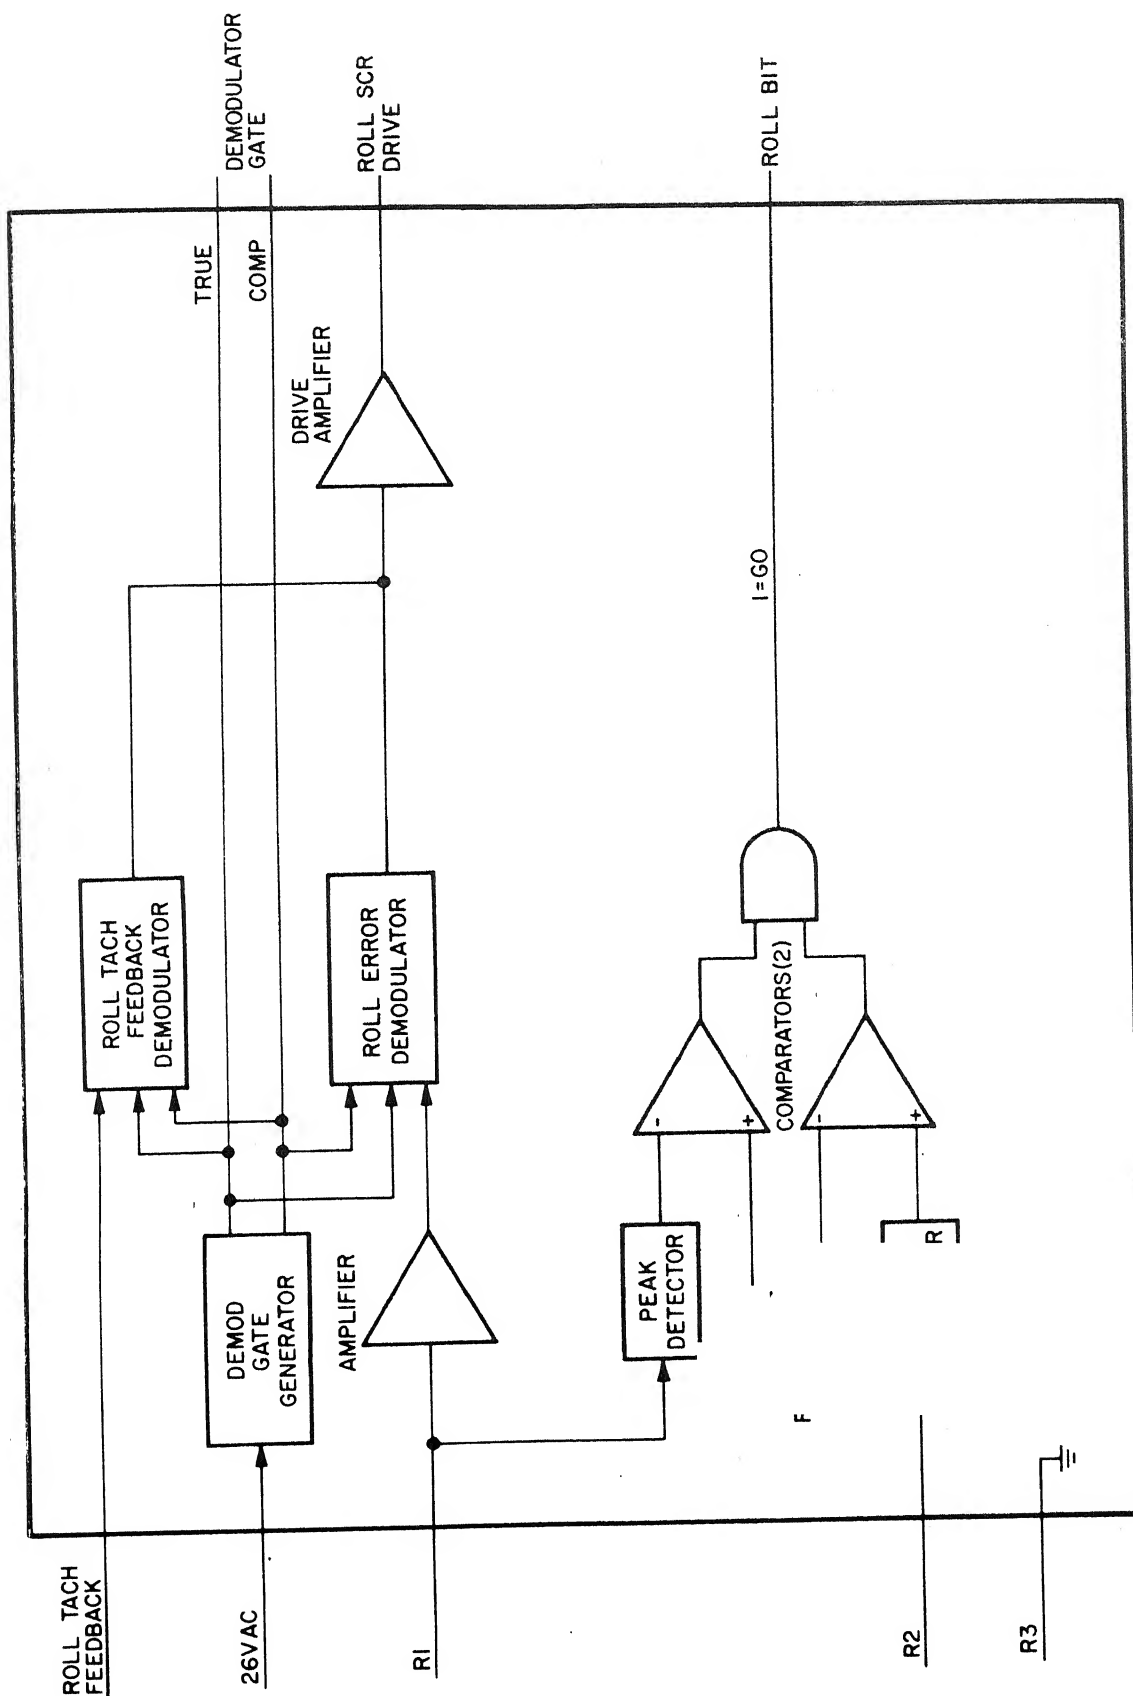 ROLL TACH
FEEDBACK
26VAC
R1
R2
R3
DEMOD
GATE
GENERATOR
AMPLIFIER
ROLL TACH
FEEDBACK
DEMODULATOR
ROLL ERROR
DEMODULATOR
PEAK
DETECTOR
F
R
-
+
COMPARATORS(2)
-
+
DRIVE
AMPLIFIER
1=GO
TRUE
COMP
DEMODULATOR
GATE
ROLL SCR
DRIVE
ROLL BIT